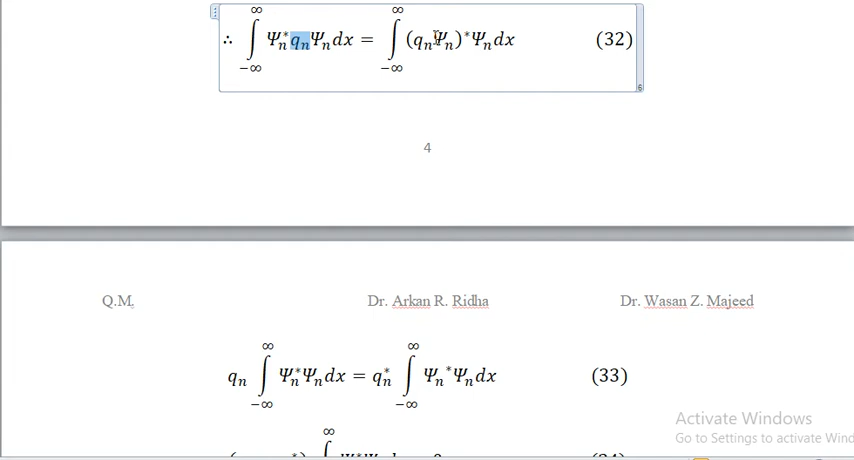 ∴ ∫_{−∞}^{∞} Ψ_n^* q_n Ψ_n dx = ∫_{−∞}^{∞} (q_n Ψ_n)^* Ψ_n dx (32)
4
Q.M. Dr. Arkan R. Ridha Dr. Wasan Z. Majeed
q_n ∫_{−∞}^{∞} Ψ_n^* Ψ_n dx = q_n^* ∫_{−∞}^{∞} Ψ_n^* Ψ_n dx (33)
Activate Windows
Go to Settings to activate Wind